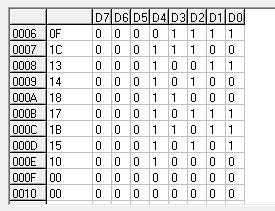 D7 D6 D5 D4 D3 D2 D1 D0
0006 0F 0 0 0 0 1 1 1 1
0007 1C 0 0 0 1 1 1 0 0
0008 13 0 0 0 1 0 0 1 1
0009 14 0 0 0 1 0 1 0 0
000A 18 0 0 0 1 1 0 0 0
000B 17 0 0 0 1 0 1 1 1
000C 1B 0 0 0 1 1 0 1 1
000D 15 0 0 0 1 0 1 0 1
000E 10 0 0 0 1 0 0 0 0
000F 00 0 0 0 0 0 0 0 0
0010 00 0 0 0 0 0 0 0 0